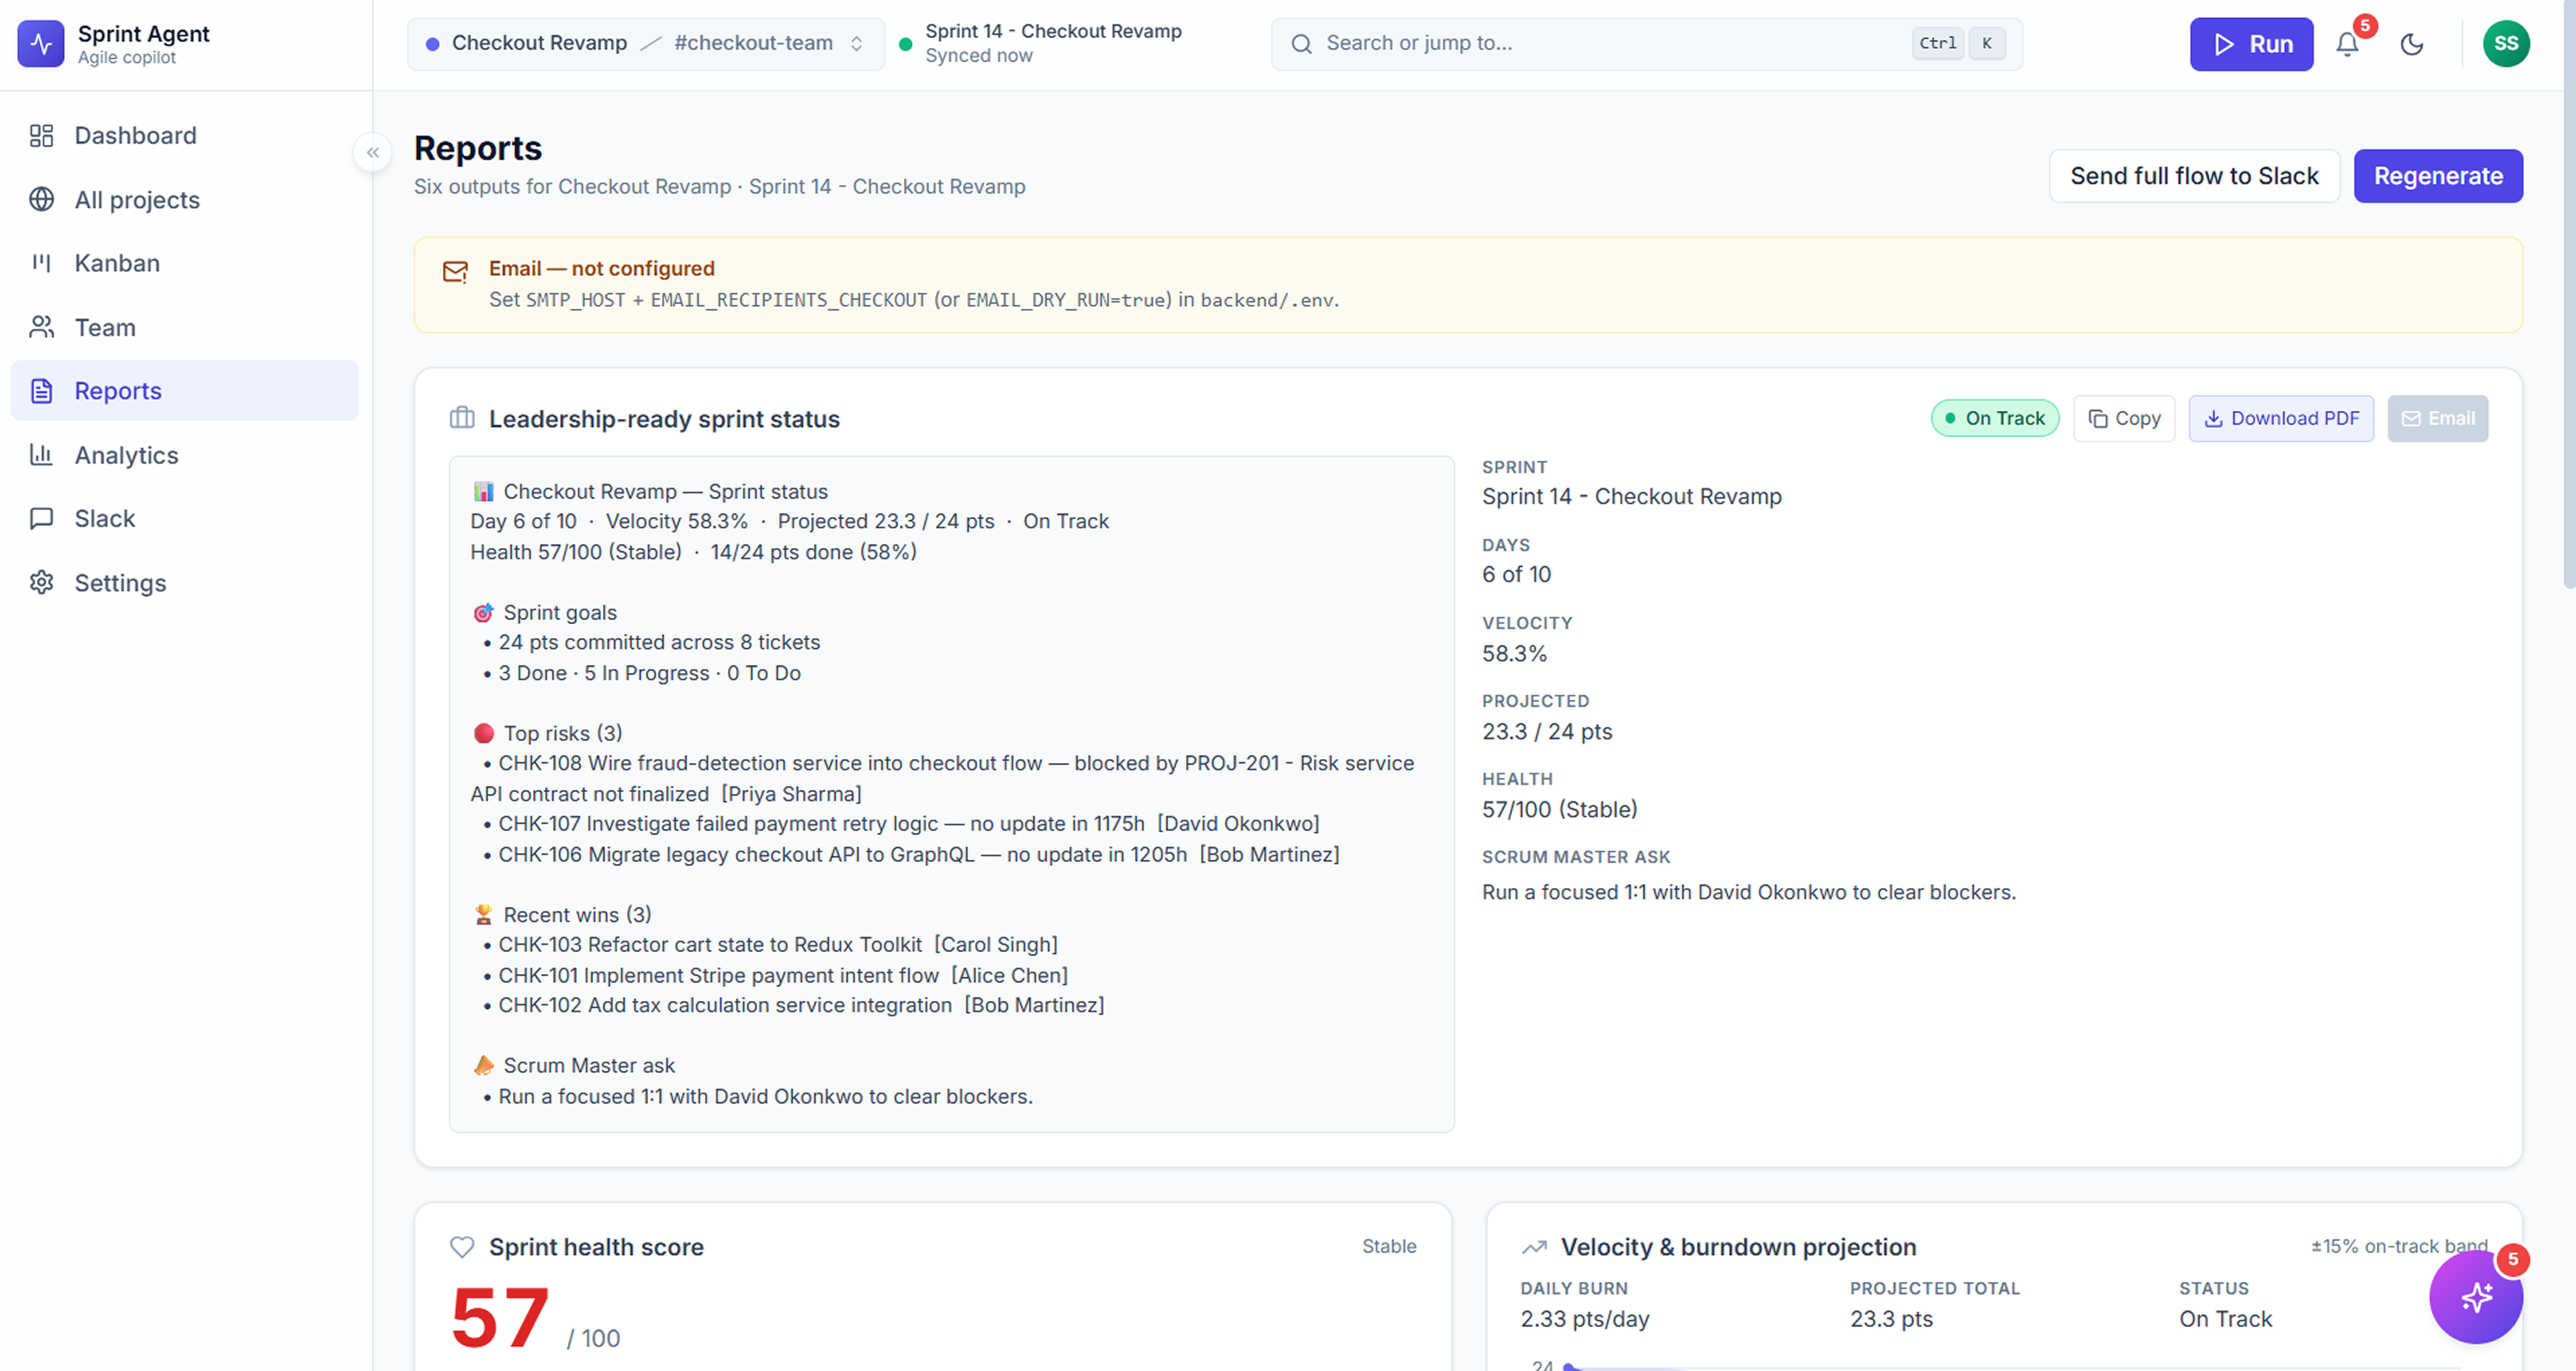 Sprint Agent
Agile copilot
Checkout Revamp / #checkout-team
Sprint 14 - Checkout Revamp
Synced now
Search or jump to...
Ctrl K
Run
5
SS
Dashboard
All projects
Kanban
Team
Reports
Analytics
Slack
Settings
Reports
Six outputs for Checkout Revamp · Sprint 14 - Checkout Revamp
Send full flow to Slack
Regenerate
Email — not configured
Set SMTP_HOST + EMAIL_RECIPIENTS_CHECKOUT (or EMAIL_DRY_RUN=true) in backend/.env.
Leadership-ready sprint status
On Track
Copy
Download PDF
Email
📊 Checkout Revamp — Sprint status
Day 6 of 10 · Velocity 58.3% · Projected 23.3 / 24 pts · On Track
Health 57/100 (Stable) · 14/24 pts done (58%)
🎯 Sprint goals
• 24 pts committed across 8 tickets
• 3 Done · 5 In Progress · 0 To Do
🔴 Top risks (3)
• CHK-108 Wire fraud-detection service into checkout flow — blocked by PROJ-201 - Risk service
API contract not finalized [Priya Sharma]
• CHK-107 Investigate failed payment retry logic — no update in 1175h [David Okonkwo]
• CHK-106 Migrate legacy checkout API to GraphQL — no update in 1205h [Bob Martinez]
🏆 Recent wins (3)
• CHK-103 Refactor cart state to Redux Toolkit [Carol Singh]
• CHK-101 Implement Stripe payment intent flow [Alice Chen]
• CHK-102 Add tax calculation service integration [Bob Martinez]
📣 Scrum Master ask
• Run a focused 1:1 with David Okonkwo to clear blockers.
SPRINT
Sprint 14 - Checkout Revamp
DAYS
6 of 10
VELOCITY
58.3%
PROJECTED
23.3 / 24 pts
HEALTH
57/100 (Stable)
SCRUM MASTER ASK
Run a focused 1:1 with David Okonkwo to clear blockers.
Sprint health score
Stable
57 / 100
Velocity & burndown projection
±15% on-track band
5
DAILY BURN
2.33 pts/day
PROJECTED TOTAL
23.3 pts
STATUS
On Track
24